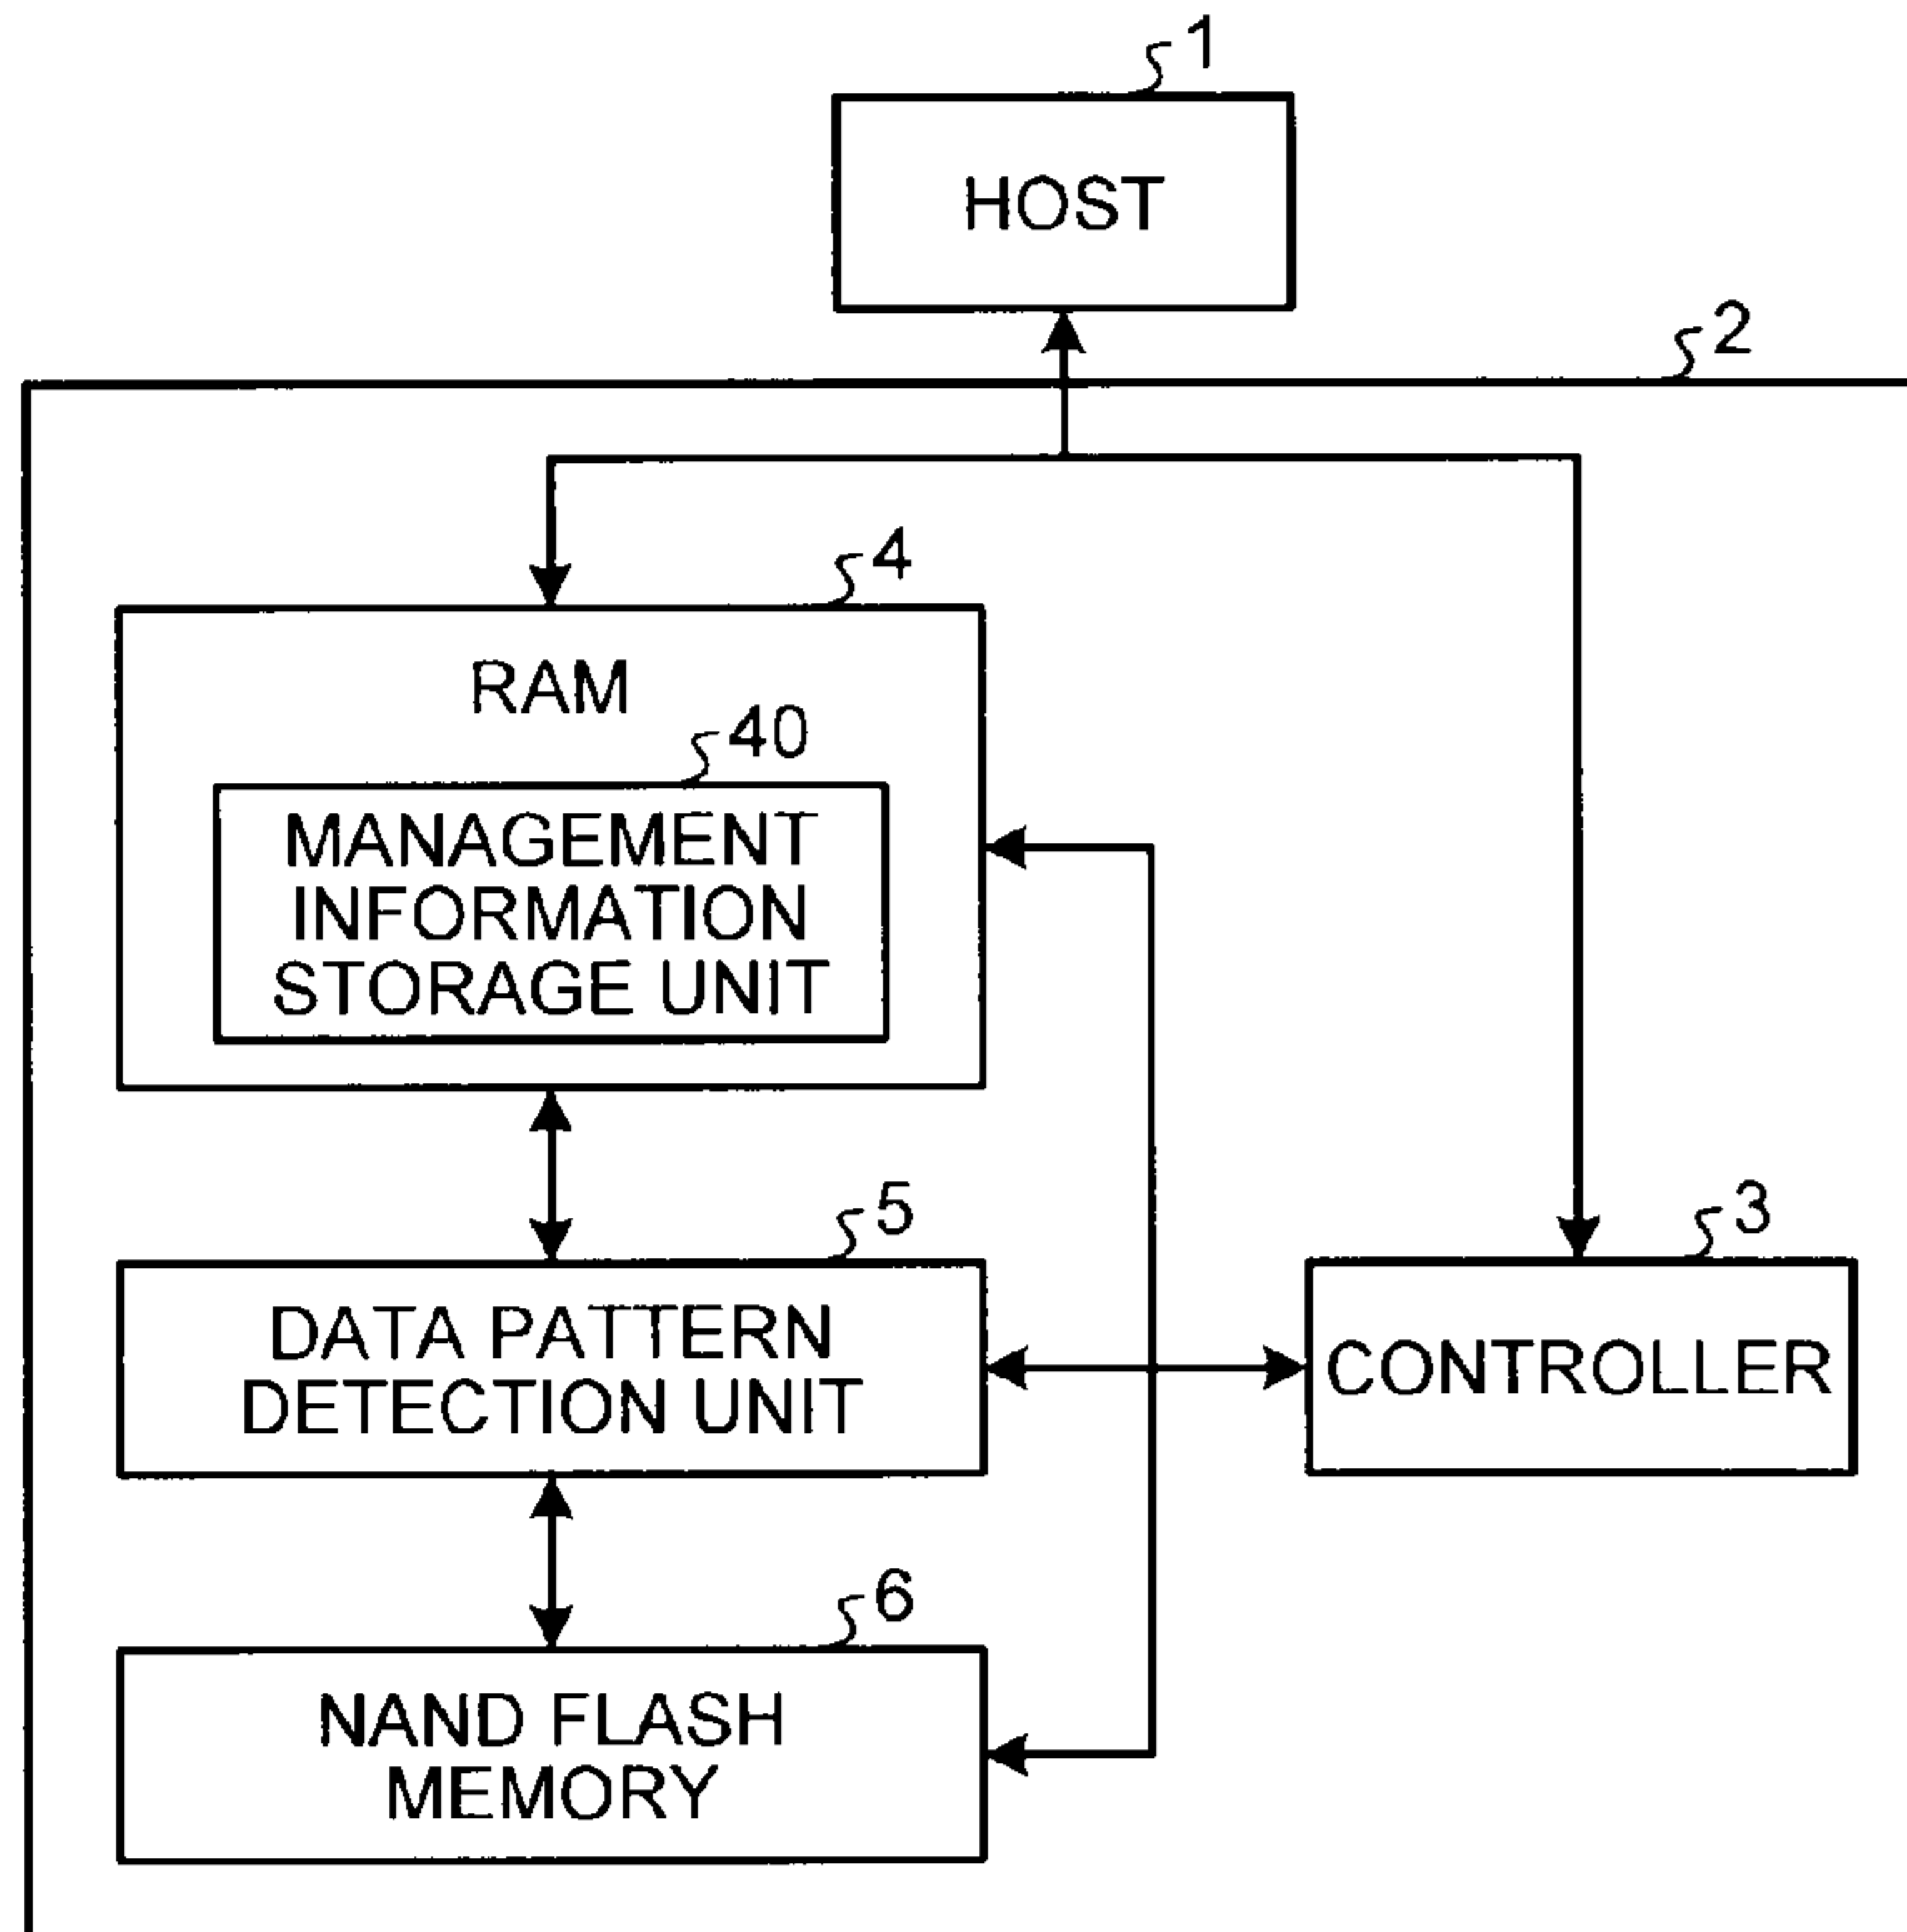 1
HOST
2
4
RAM
40
MANAGEMENT
INFORMATION
STORAGE UNIT
5
DATA PATTERN
DETECTION UNIT
3
CONTROLLER
6
NAND FLASH
MEMORY